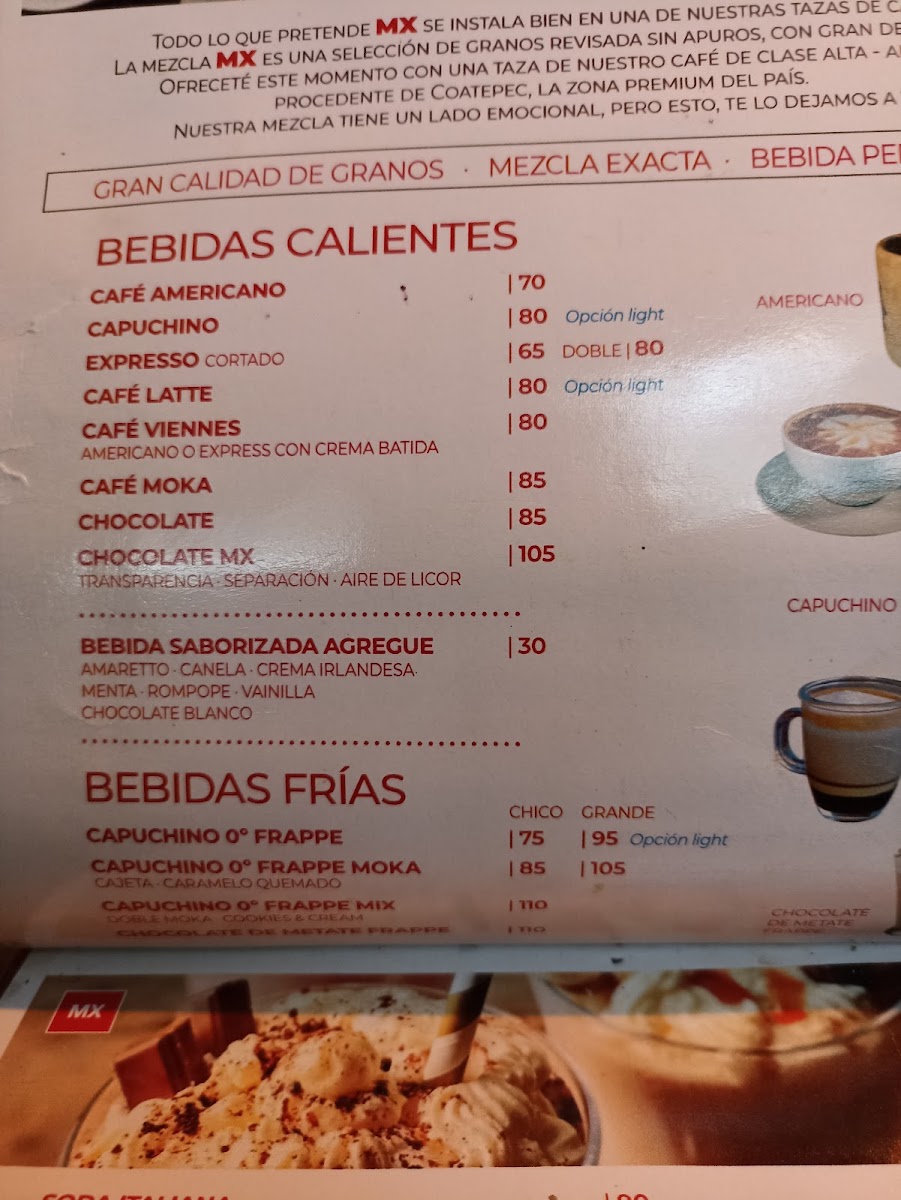 TODO LO QUE PRETENDE MX SE INSTALA BIEN EN UNA DE NUESTRAS TAZAS DE
LA MEZCLA MX ES UNA SELECCIÓN DE GRANOS REVISADA SIN APUROS, CON GRAN
OFRECETÉ ESTE MOMENTO CON UNA TAZA DE NUESTRO CAFÉ DE CLASE ALTA -
PROCEDENTE DE COATEPEC, LA ZONA PREMIUM DEL PAÍS.
NUESTRA MEZCLA TIENE UN LADO EMOCIONAL, PERO ESTO, TE LO DEJAMOS A
GRAN CALIDAD DE GRANOS · MEZCLA EXACTA · BEBIDA
BEBIDAS CALIENTES
CAFÉ AMERICANO | 70
CAPUCHINO | 80 Opción light
EXPRESSO CORTADO | 65 DOBLE | 80
CAFÉ LATTE | 80 Opción light
CAFÉ VIENNES | 80
AMERICANO O EXPRESS CON CREMA BATIDA
CAFÉ MOKA | 85
CHOCOLATE | 85
CHOCOLATE MX | 105
TRANSPARENCIA · SEPARACIÓN · AIRE DE LICOR
BEBIDA SABORIZADA AGREGUE | 30
AMARETTO · CANELA · CREMA IRLANDESA·
MENTA · ROMPOPE · VAINILLA
CHOCOLATE BLANCO
BEBIDAS FRÍAS
CHICO GRANDE
CAPUCHINO 0° FRAPPE | 75 | 95 Opción light
CAPUCHINO 0° FRAPPE MOKA | 85 | 105
CAJETA · CARAMELO QUEMADO
CAPUCHINO 0° FRAPPE MIX | 110
DOBLE MOKA · COOKIES & CREAM
CHOCOLATE DE METATE FRAPPE | 110
AMERICANO
CAPUCHINO
CHOCOLATE
DE METATE
FRAPPE
MX
SODA ITALIANA